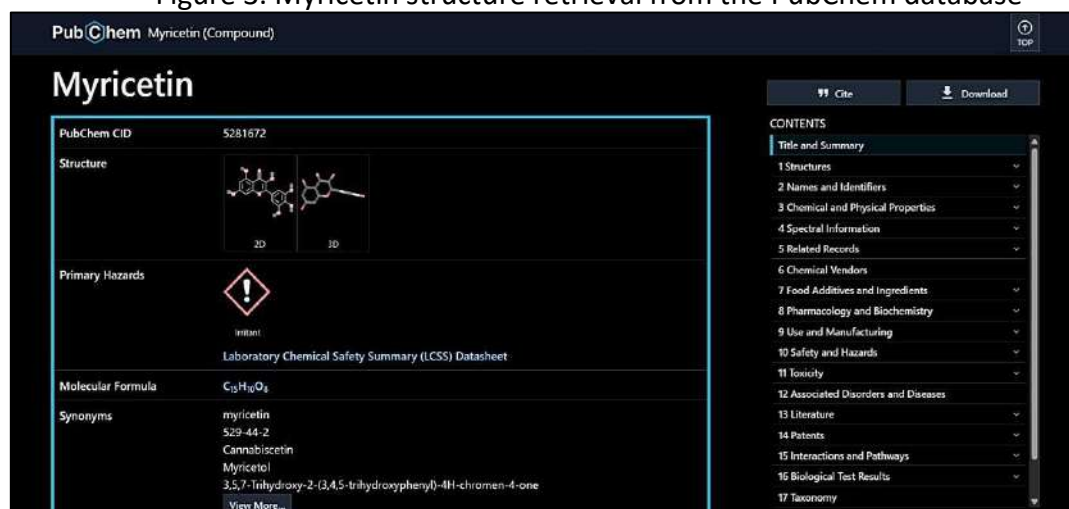 Figure 3. Myricetin structure retrieval from the PubChem database
PubChem Myricetin (Compound)
TOP
Myricetin
Cite
Download
PubChem CID
5281672
Structure
2D
3D
Primary Hazards
Irritant
Laboratory Chemical Safety Summary (LCSS) Datasheet
Molecular Formula
C₁₅H₁₀O₈
Synonyms
myricetin
529-44-2
Cannabiscetin
Myricetol
3,5,7-Trihydroxy-2-(3,4,5-trihydroxyphenyl)-4H-chromen-4-one
View More...
CONTENTS
Title and Summary
1 Structures
2 Names and Identifiers
3 Chemical and Physical Properties
4 Spectral Information
5 Related Records
6 Chemical Vendors
7 Food Additives and Ingredients
8 Pharmacology and Biochemistry
9 Use and Manufacturing
10 Safety and Hazards
11 Toxicity
12 Associated Disorders and Diseases
13 Literature
14 Patents
15 Interactions and Pathways
16 Biological Test Results
17 Taxonomy